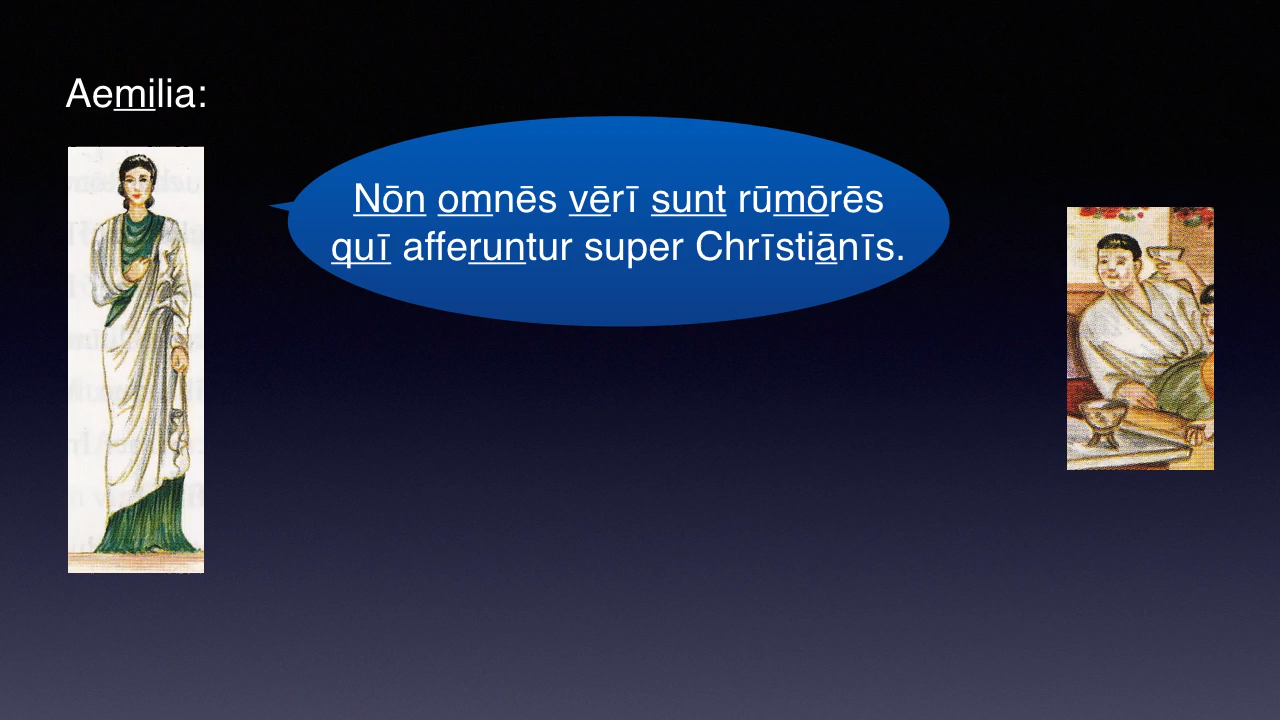 Aemilia:
Nōn omnēs vērī sunt rūmōrēs
quī afferuntur super Chrīstiānīs.